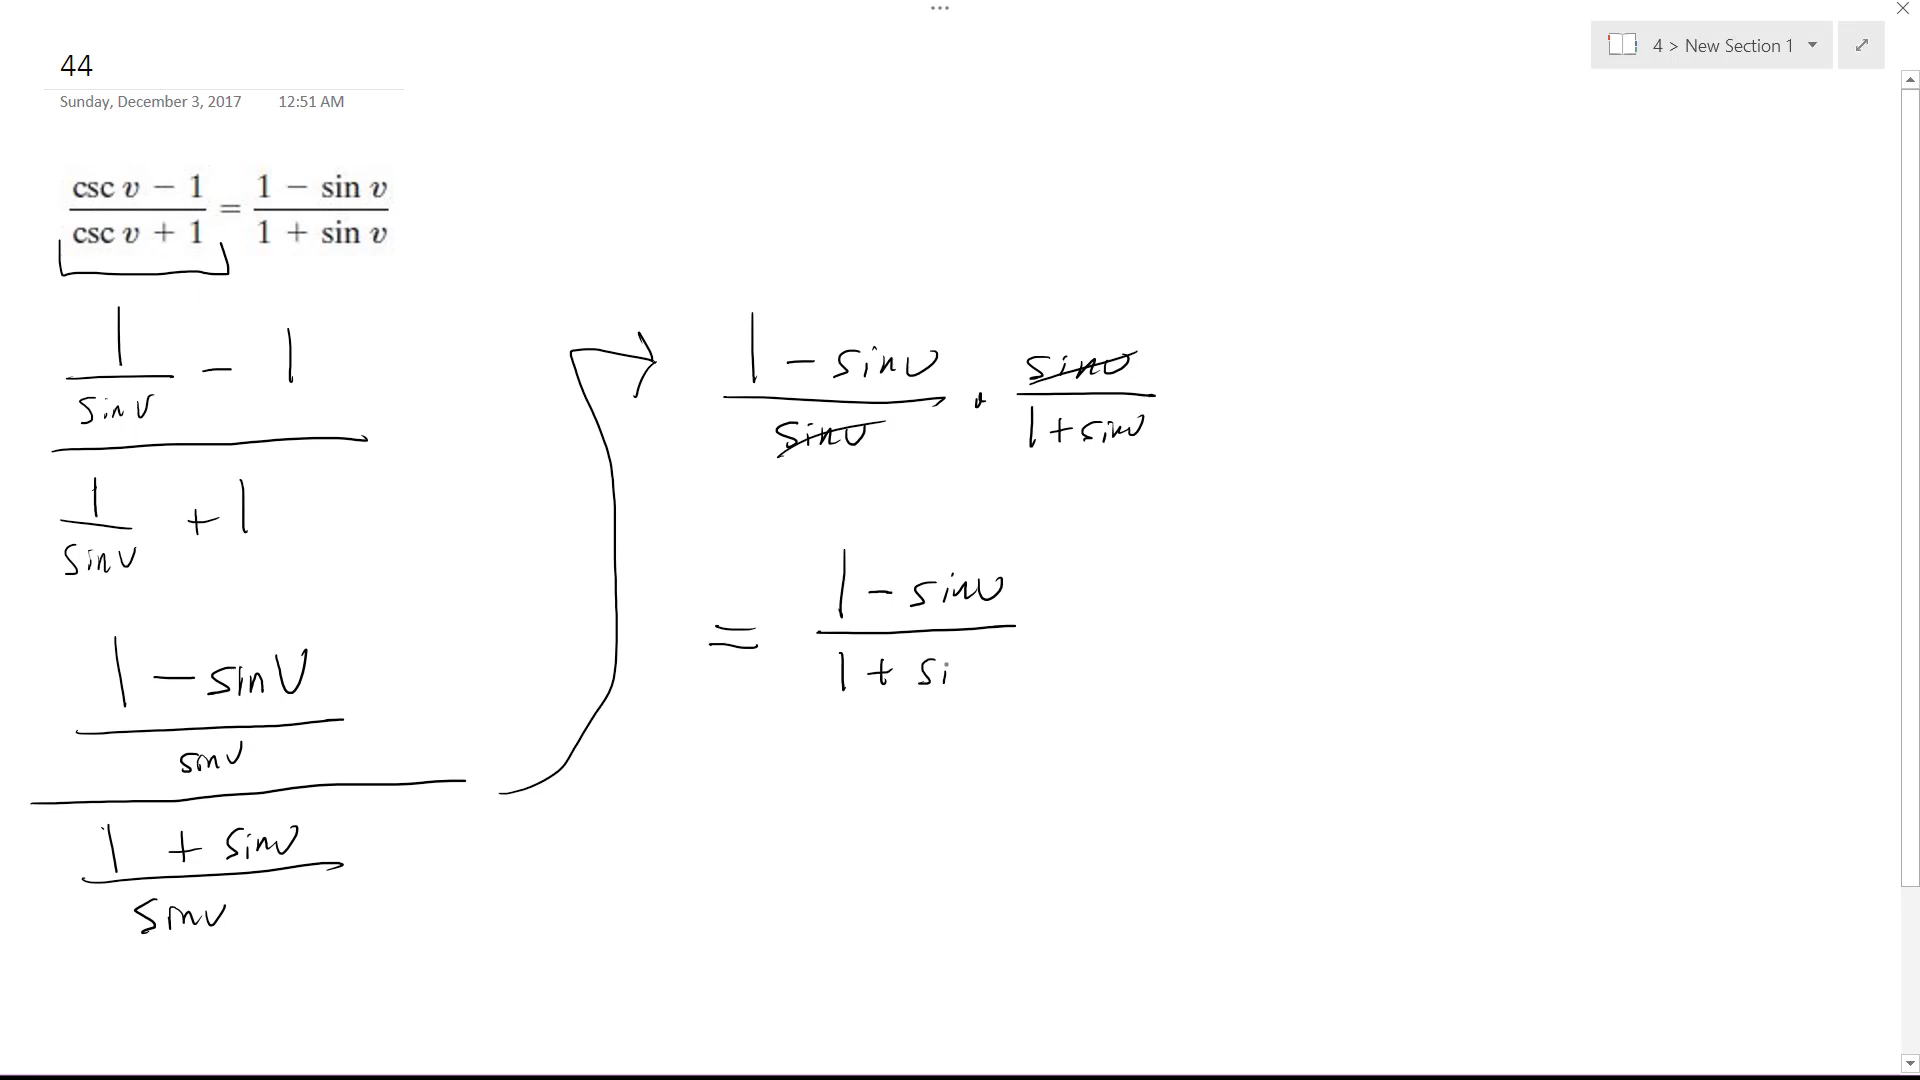 ...
4 > New Section 1
44
Sunday, December 3, 2017 12:51 AM
csc v − 1
csc v + 1
=
1 − sin v
1 + sin v
1
sin v
− 1
1
sin v
+ 1
1 − sin v
sin v
1 + sin v
sin v
1 − sin v
sin v
·
sin v
1 + sin v
=
1 − sin v
1 + si